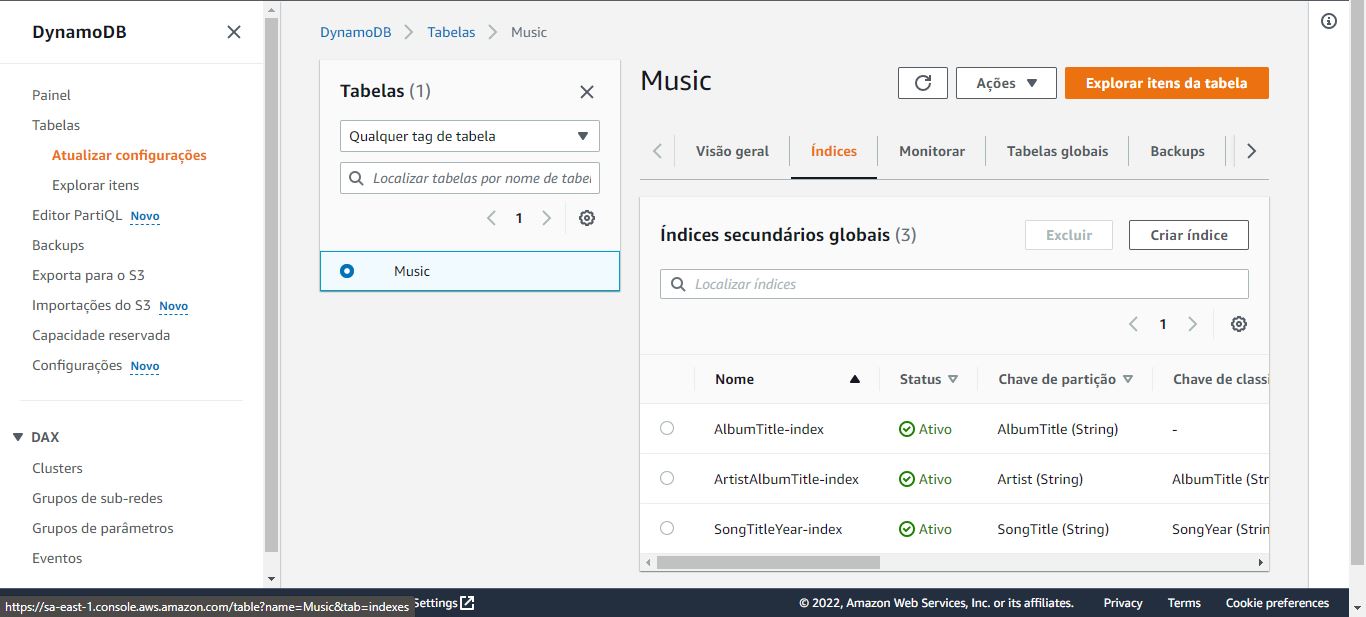 DynamoDB
Painel
Tabelas
Atualizar configurações
Explorar itens
Editor PartiQL Novo
Backups
Exporta para o S3
Importações do S3 Novo
Capacidade reservada
Configurações Novo
DAX
Clusters
Grupos de sub-redes
Grupos de parâmetros
Eventos
DynamoDB Tabelas Music
Tabelas (1)
Qualquer tag de tabela
Localizar tabelas por nome de tabel
1
Music
Music
Ações
Explorar itens da tabela
Visão geral Índices Monitorar Tabelas globais Backups
Índices secundários globais (3)
Excluir
Criar índice
Localizar índices
1
Nome Status Chave de partição Chave de classi
AlbumTitle-index Ativo AlbumTitle (String) -
ArtistAlbumTitle-index Ativo Artist (String) AlbumTitle (Str
SongTitleYear-index Ativo SongTitle (String) SongYear (Strin
https://sa-east-1.console.aws.amazon.com/table?name=Music&tab=indexes
Settings
© 2022, Amazon Web Services, Inc. or its affiliates. Privacy Terms Cookie preferences